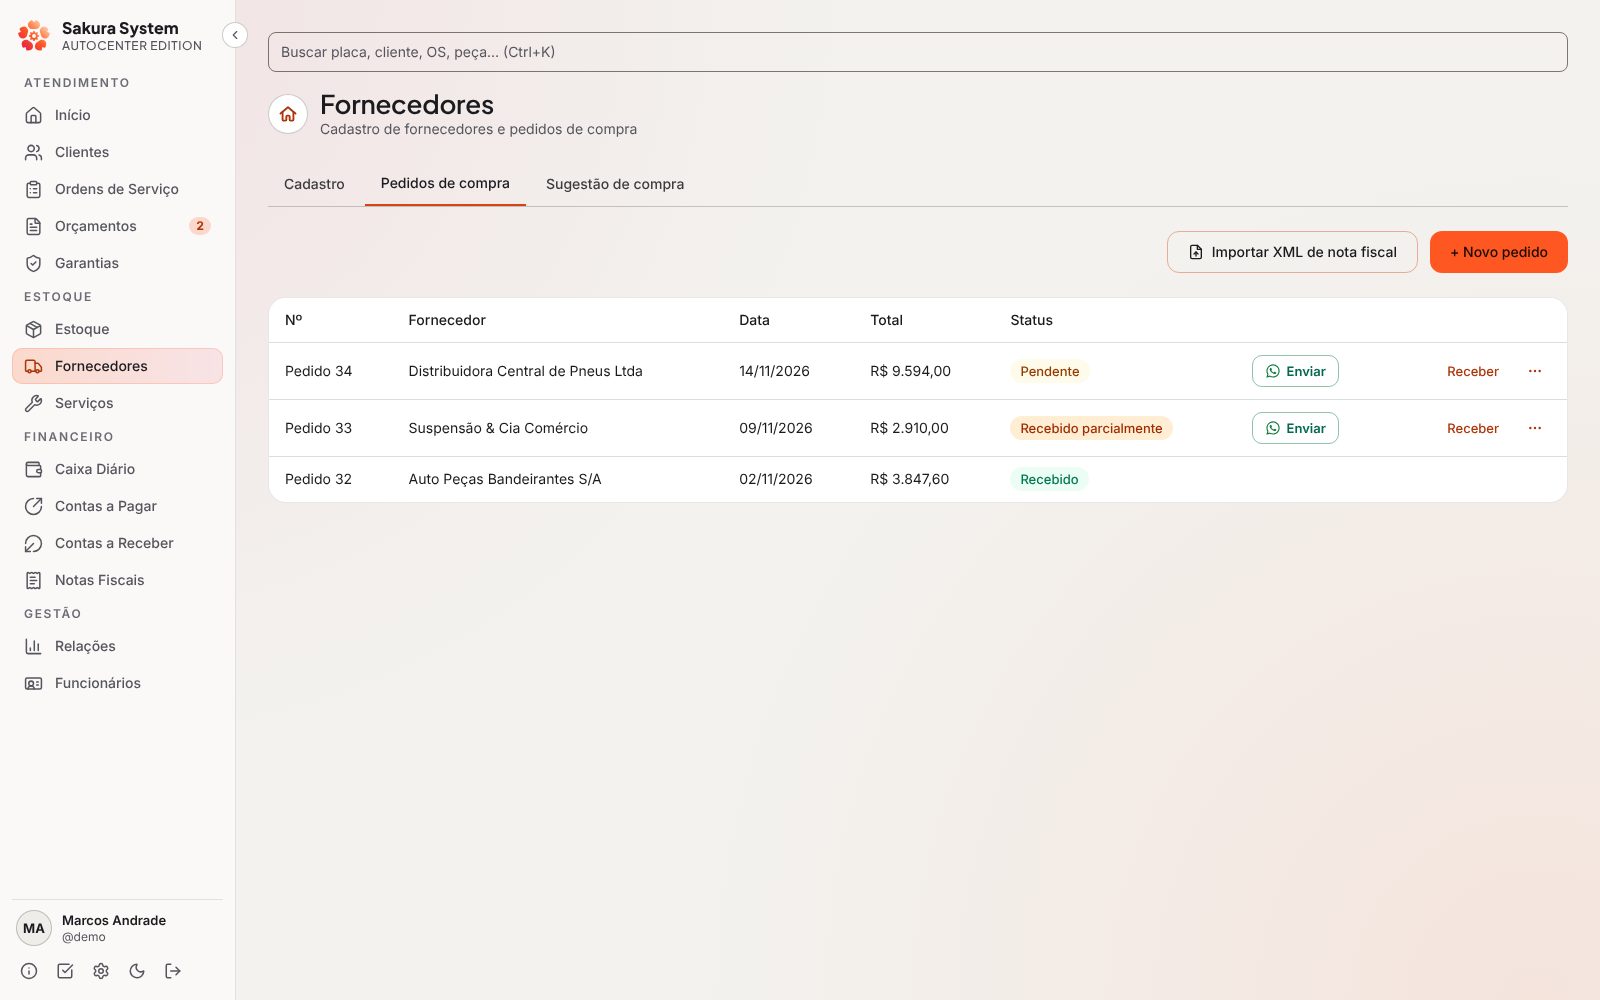 Sakura System
AUTOCENTER EDITION
ATENDIMENTO
Início
Clientes
Ordens de Serviço
Orçamentos 2
Garantias
ESTOQUE
Estoque
Fornecedores
Serviços
FINANCEIRO
Caixa Diário
Contas a Pagar
Contas a Receber
Notas Fiscais
GESTÃO
Relações
Funcionários
MA
Marcos Andrade
@demo
Buscar placa, cliente, OS, peça... (Ctrl+K)
Fornecedores
Cadastro de fornecedores e pedidos de compra
Cadastro Pedidos de compra Sugestão de compra
Importar XML de nota fiscal + Novo pedido
Nº Fornecedor Data Total Status
Pedido 34 Distribuidora Central de Pneus Ltda 14/11/2026 R$ 9.594,00 Pendente Enviar Receber ...
Pedido 33 Suspensão & Cia Comércio 09/11/2026 R$ 2.910,00 Recebido parcialmente Enviar Receber ...
Pedido 32 Auto Peças Bandeirantes S/A 02/11/2026 R$ 3.847,60 Recebido